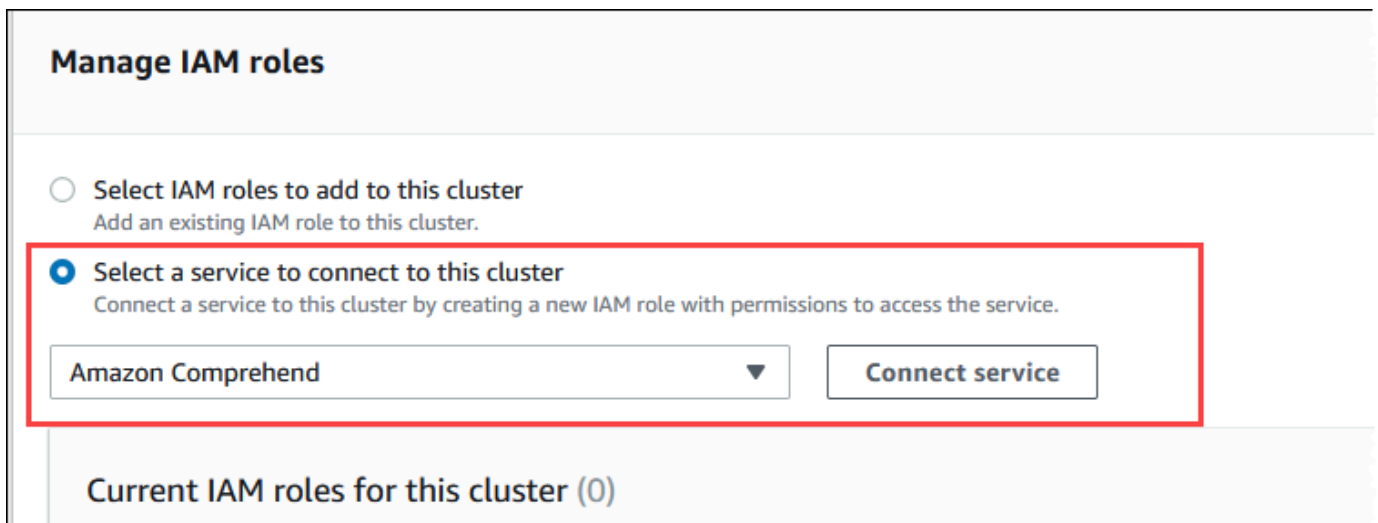 Manage IAM roles
Select IAM roles to add to this cluster
Add an existing IAM role to this cluster.
Select a service to connect to this cluster
Connect a service to this cluster by creating a new IAM role with permissions to access the service.
Amazon Comprehend
Connect service
Current IAM roles for this cluster (0)